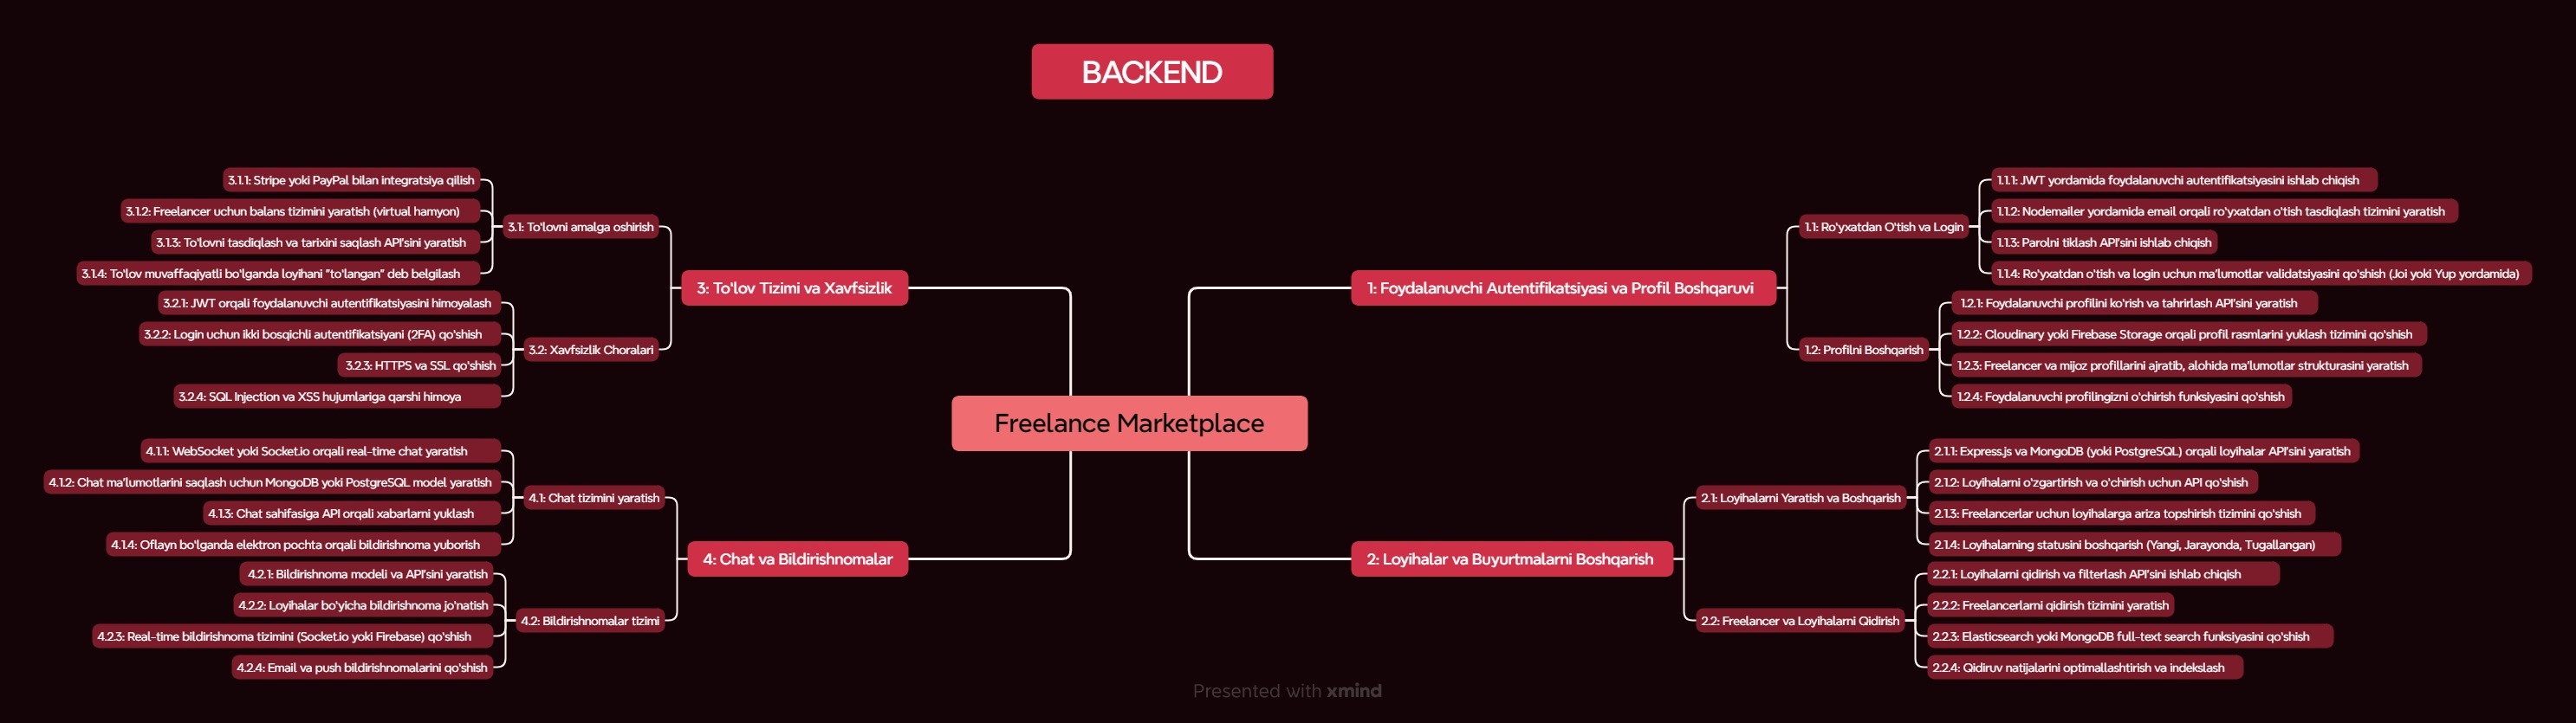 BACKEND
Freelance Marketplace
1: Foydalanuvchi Autentifikatsiyasi va Profil Boshqaruvi
1.1: Ro'yxatdan O'tish va Login
1.1.1: JWT yordamida foydalanuvchi autentifikatsiyasini ishlab chiqish
1.1.2: Nodemailer yordamida email orqali ro'yxatdan o'tish tasdiqlash tizimini yaratish
1.1.3: Parolni tiklash API'sini ishlab chiqish
1.1.4: Ro'yxatdan o'tish va login uchun ma'lumotlar validatsiyasini qo'shish (Joi yoki Yup yordamida)
1.2: Profilni Boshqarish
1.2.1: Foydalanuvchi profilini ko'rish va tahrirlash API'sini yaratish
1.2.2: Cloudinary yoki Firebase Storage orqali profil rasmlarini yuklash tizimini qo'shish
1.2.3: Freelancer va mijoz profillarini ajratib, alohida ma'lumotlar strukturasini yaratish
1.2.4: Foydalanuvchi profilingizni o'chirish funksiyasini qo'shish
2: Loyihalar va Buyurtmalarni Boshqarish
2.1: Loyihalarni Yaratish va Boshqarish
2.1.1: Express.js va MongoDB (yoki PostgreSQL) orqali loyihalar API'sini yaratish
2.1.2: Loyihalarni o'zgartirish va o'chirish uchun API qo'shish
2.1.3: Freelancerlar uchun loyihalarga ariza topshirish tizimini qo'shish
2.1.4: Loyihalarning statusini boshqarish (Yangi, Jarayonda, Tugallangan)
2.2: Freelancer va Loyihalarni Qidirish
2.2.1: Loyihalarni qidirish va filterlash API'sini ishlab chiqish
2.2.2: Freelancerlarni qidirish tizimini yaratish
2.2.3: Elasticsearch yoki MongoDB full-text search funksiyasini qo'shish
2.2.4: Qidiruv natijalarini optimallashtirish va indekslash
3: To'lov Tizimi va Xavfsizlik
3.1: To'lovni amalga oshirish
3.1.1: Stripe yoki PayPal bilan integratsiya qilish
3.1.2: Freelancer uchun balans tizimini yaratish (virtual hamyon)
3.1.3: To'lovni tasdiqlash va tarixini saqlash API'sini yaratish
3.1.4: To'lov muvaffaqiyatli bo'lganda loyihani "to'langan" deb belgilash
3.2: Xavfsizlik Choralari
3.2.1: JWT orqali foydalanuvchi autentifikatsiyasini himoyalash
3.2.2: Login uchun ikki bosqichli autentifikatsiyani (2FA) qo'shish
3.2.3: HTTPS va SSL qo'shish
3.2.4: SQL Injection va XSS hujumlariga qarshi himoya
4: Chat va Bildirishnomalar
4.1: Chat tizimini yaratish
4.1.1: WebSocket yoki Socket.io orqali real-time chat yaratish
4.1.2: Chat ma'lumotlarini saqlash uchun MongoDB yoki PostgreSQL model yaratish
4.1.3: Chat sahifasiga API orqali xabarlarni yuklash
4.1.4: Oflayn bo'lganda elektron pochta orqali bildirishnoma yuborish
4.2: Bildirishnomalar tizimi
4.2.1: Bildirishnoma modeli va API'sini yaratish
4.2.2: Loyihalar bo'yicha bildirishnoma jo'natish
4.2.3: Real-time bildirishnoma tizimini (Socket.io yoki Firebase) qo'shish
4.2.4: Email va push bildirishnomalarini qo'shish
Presented with xmind